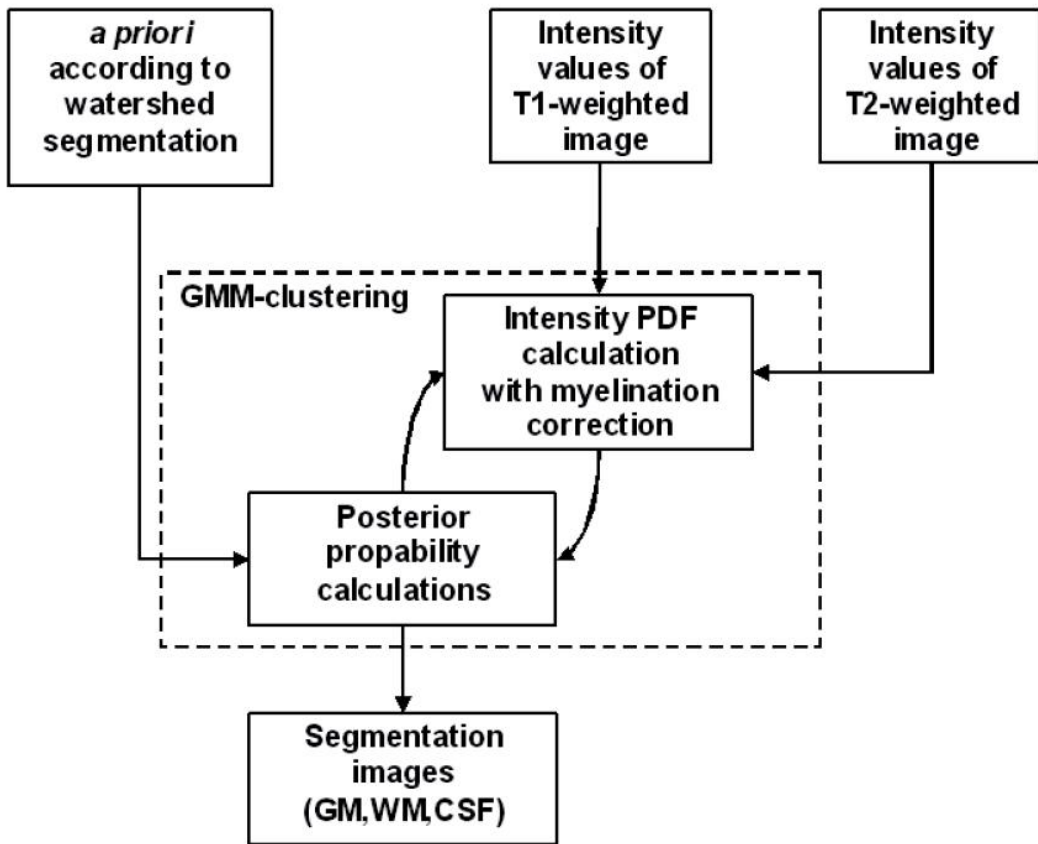 a priori
according to
watershed
segmentation
Intensity
values of
T1-weighted
image
Intensity
values of
T2-weighted
image
GMM-clustering
Intensity PDF
calculation
with myelination
correction
Posterior
propability
calculations
Segmentation
images
(GM,WM,CSF)